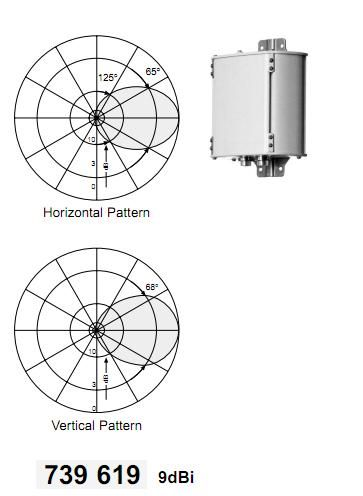 125°
65°
10
3
0
dB
Horizontal Pattern
68°
10
3
0
dB
Vertical Pattern
739 619 9dBi